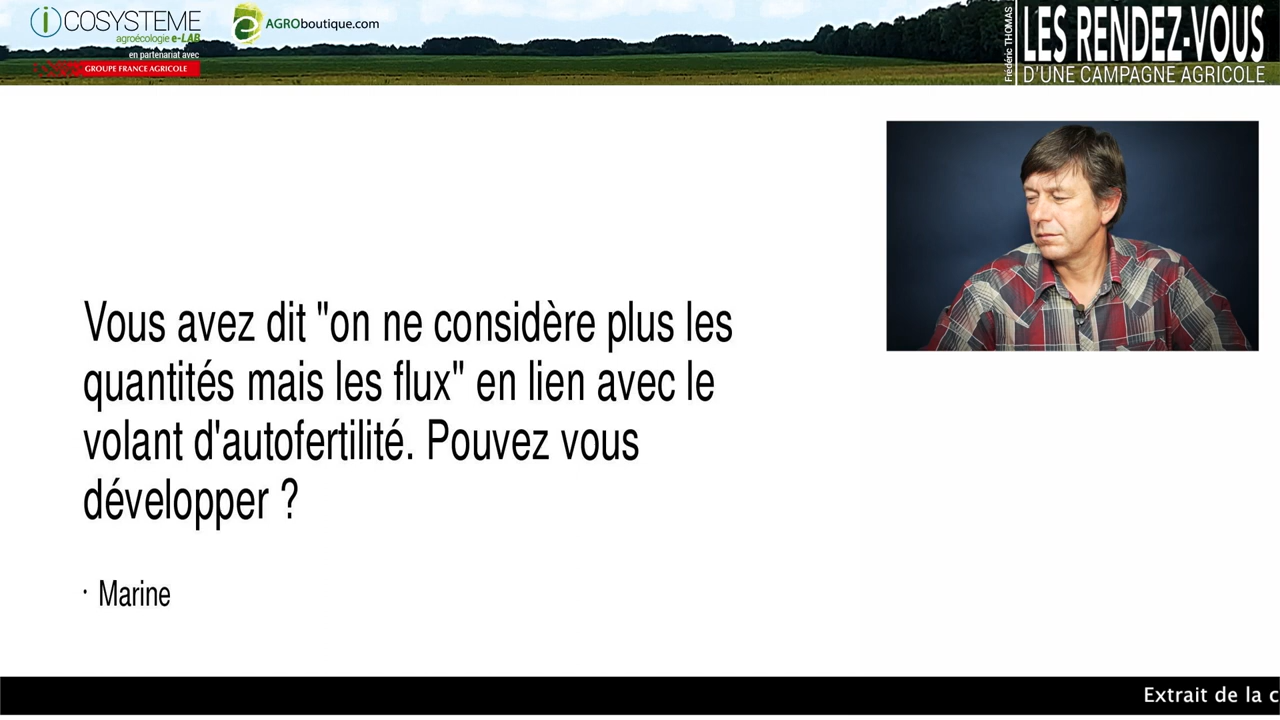 iCOSYSTEME
agroécologie e-LAB
en partenariat avec
GROUPE FRANCE AGRICOLE
e AGROboutique.com
Frédéric THOMAS
LES RENDEZ-VOUS
D'UNE CAMPAGNE AGRICOLE
Vous avez dit "on ne considère plus les
quantités mais les flux" en lien avec le
volant d'autofertilité. Pouvez vous
développer ?
· Marine
Extrait de la c